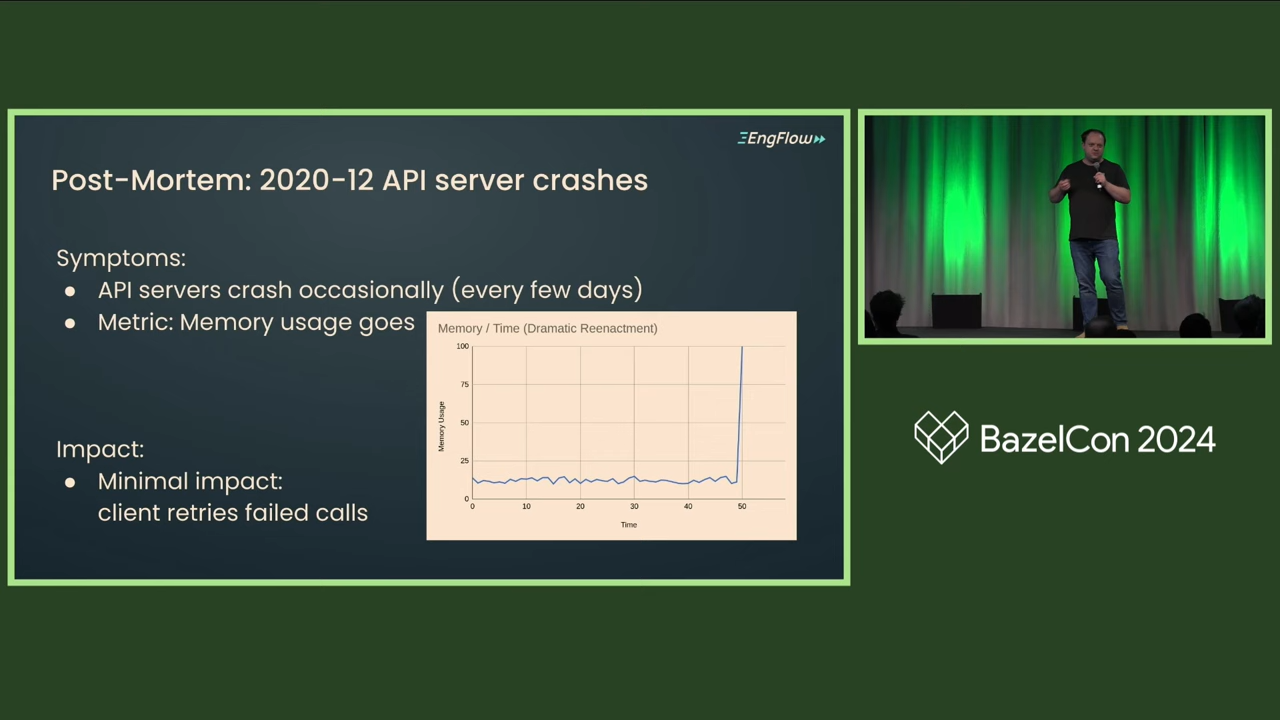 EngFlow
Post-Mortem: 2020-12 API server crashes
Symptoms:
● API servers crash occasionally (every few days)
● Metric: Memory usage goes
Memory / Time (Dramatic Reenactment)
100
75
50
25
0
Memory Usage
0 10 20 30 40 50
Time
Impact:
● Minimal impact:
client retries failed calls
BazelCon 2024